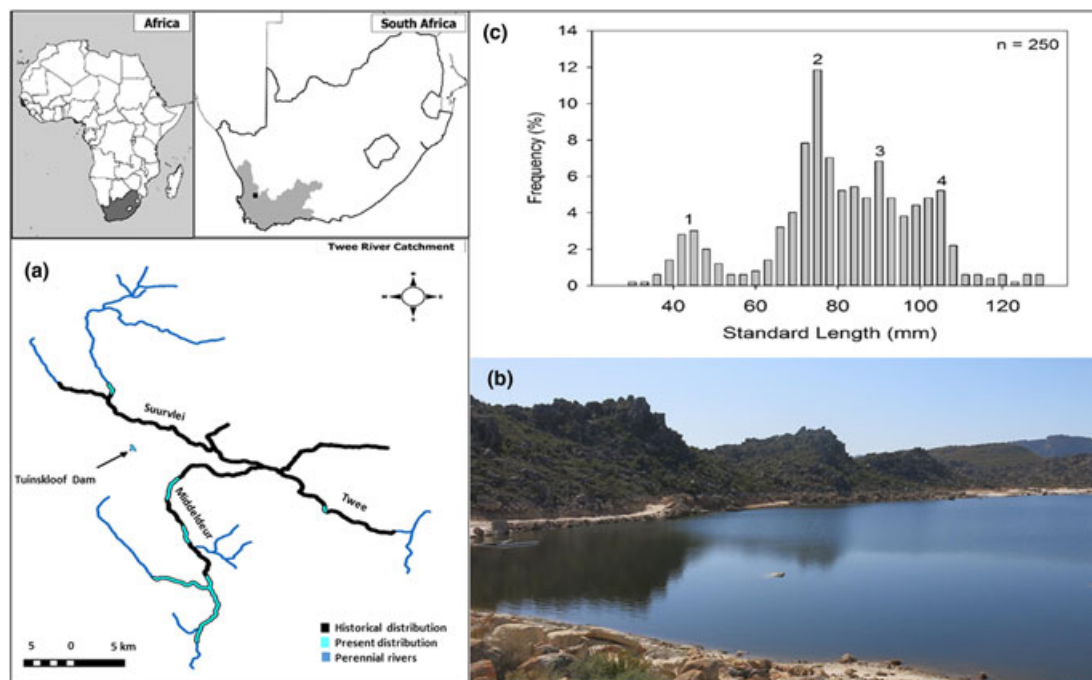 Africa
South Africa
Twee River Catchment
(a)
Suurvlei
Tuinskloof Dam
Middeldeur
Twee
Historical distribution
Present distribution
Perennial rivers
5 0 5 km
(c)
n = 250
Frequency (%)
14
12
10
8
6
4
2
0
1
2
3
4
40 60 80 100 120
Standard Length (mm)
(b)